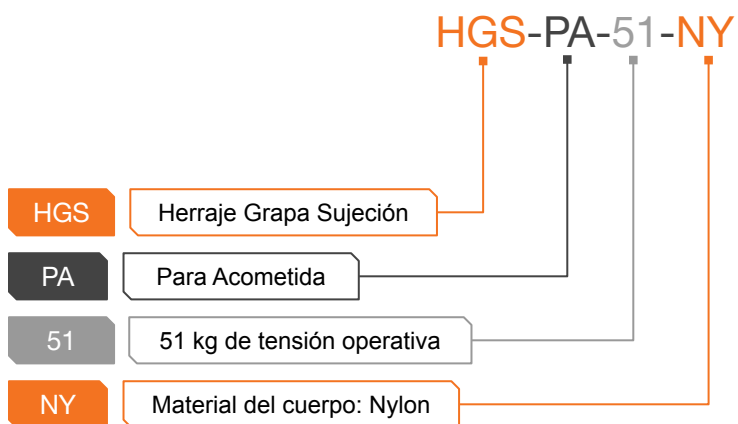 HGS-PA-51-NY
HGS Herraje Grapa Sujeción
PA Para Acometida
51 51 kg de tensión operativa
NY Material del cuerpo: Nylon